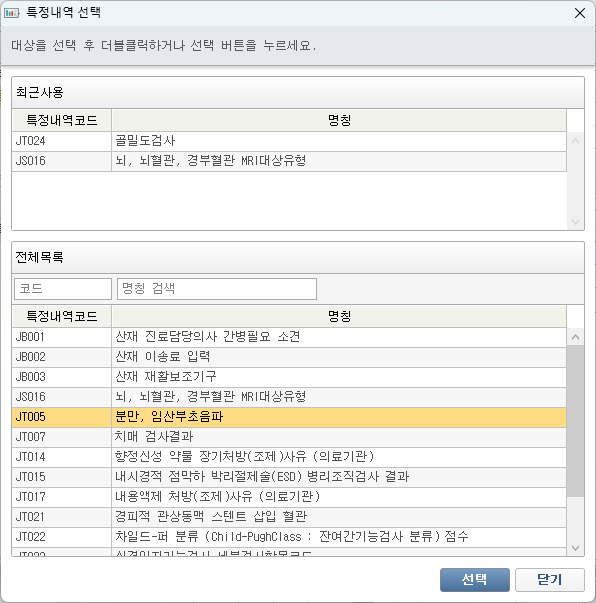 특정내역 선택
대상을 선택 후 더블클릭하거나 선택 버튼을 누르세요.
최근사용
특정내역코드 명칭
JT024 골밀도검사
JS016 뇌, 뇌혈관, 경부혈관 MRI대상유형
전체목록
코드 명칭 검색
특정내역코드 명칭
JB001 산재 진료담당의사 간병필요 소견
JB002 산재 이송료 입력
JB003 산재 재활보조기구
JS016 뇌, 뇌혈관, 경부혈관 MRI대상유형
JT005 분만, 임산부초음파
JT007 치매 검사결과
JT014 향정신성 약물 장기처방(조제)사유 (의료기관)
JT015 내시경적 점막하 박리절제술(ESD) 병리조직검사 결과
JT017 내용액제 처방(조제)사유 (의료기관)
JT021 경피적 관상동맥 스텐트 삽입 혈관
JT022 차일드-퍼 분류 (Child-PughClass : 잔여간기능검사 분류) 점수
선택 닫기